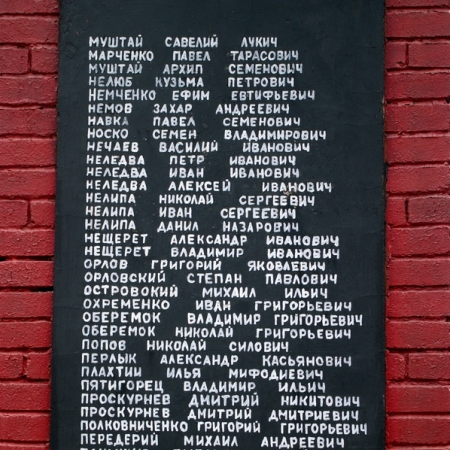 МУШТАЙ САВЕЛИЙ ЛУКИЧ
МАРЧЕНКО ПАВЕЛ ТАРАСОВИЧ
МУШТАЙ АРХИП СЕМЕНОВИЧ
НЕЛЮБ КУЗЬМА ПЕТРОВИЧ
НЕМЧЕНКО ЕФИМ ЕВТИФЬЕВИЧ
НЕМОВ ЗАХАР АНДРЕЕВИЧ
НАВКА ПАВЕЛ СЕМЕНОВИЧ
НОСКО СЕМЕН ВЛАДИМИРОВИЧ
НЕЧАЕВ ВАСИЛИЙ ИВАНОВИЧ
НЕЛЕДВА ПЕТР ИВАНОВИЧ
НЕЛЕДВА ИВАН ИВАНОВИЧ
НЕЛЕДВА АЛЕКСЕЙ ИВАНОВИЧ
НЕЛИПА НИКОЛАЙ СЕРГЕЕВИЧ
НЕЛИПА ИВАН СЕРГЕЕВИЧ
НЕЛИПА ДАНИЛ НАЗАРОВИЧ
НЕЩЕРЕТ АЛЕКСАНДР ИВАНОВИЧ
НЕЩЕРЕТ ВЛАДИМИР ИВАНОВИЧ
ОРЛОВ ГРИГОРИЙ ЯКОВЛЕВИЧ
ОРЛОВСКИЙ СТЕПАН ПАВЛОВИЧ
ОСТРОВСКИЙ МИХАИЛ ИЛЬИЧ
ОХРЕМЕНКО ИВАН ГРИГОРЬЕВИЧ
ОБЕРЕМОК ВЛАДИМИР ГРИГОРЬЕВИЧ
ОБЕРЕМОК НИКОЛАЙ ГРИГОРЬЕВИЧ
ПОПОВ НИКОЛАЙ СИЛОВИЧ
ПЕРЛЫК АЛЕКСАНДР КАСЬЯНОВИЧ
ПЛАХТИИ ИЛЬЯ МИФОДИЕВИЧ
ПЯТИГОРЕЦ ВЛАДИМИР ИЛЬИЧ
ПРОСКУРНЕВ ДМИТРИЙ НИКИТОВИЧ
ПРОСКУРНЕВ ДМИТРИЙ ДМИТРИЕВИЧ
ПОЛКОВНИЧЕНКО ГРИГОРИЙ ГРИГОРЬЕВИЧ
ПЕРЕДЕРИЙ МИХАИЛ АНДРЕЕВИЧ